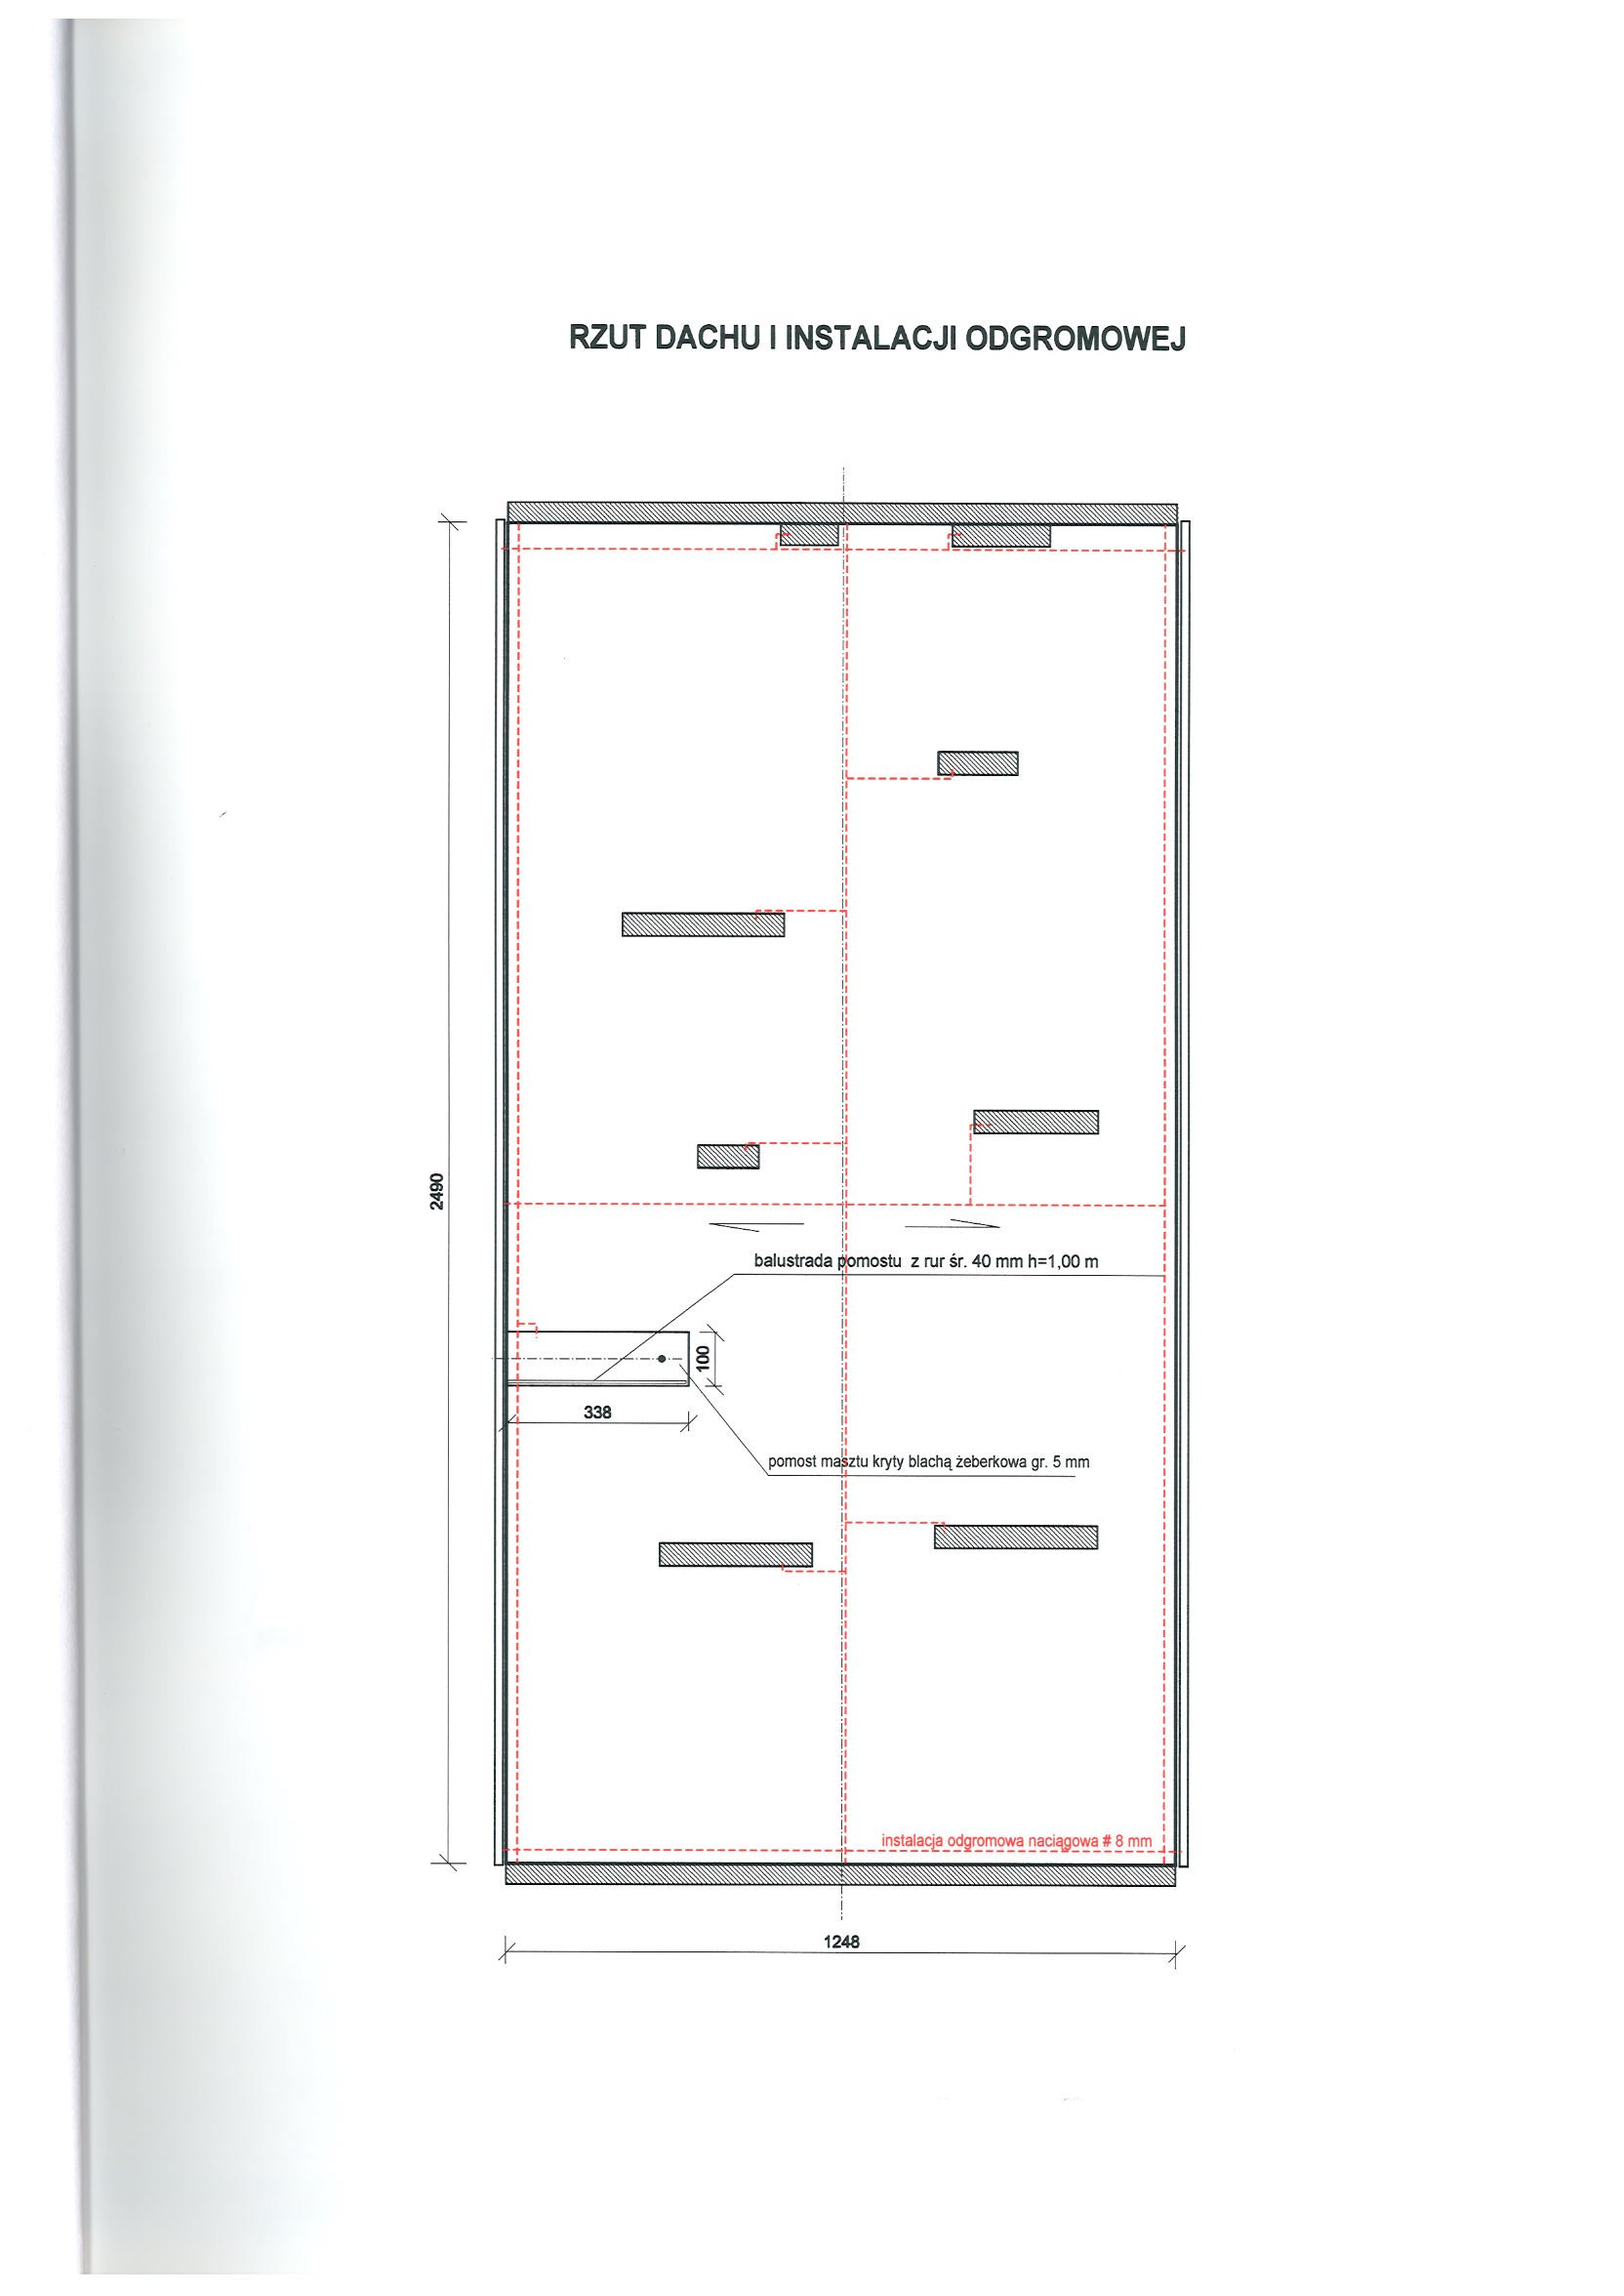 RZUT DACHU I INSTALACJI ODGROMOWEJ
2490
balustrada pomostu z rur śr. 40 mm h=1,00 m
100
338
pomost masztu kryty blachą żeberkowa gr. 5 mm
instalacja odgromowa naciągowa # 8 mm
1248